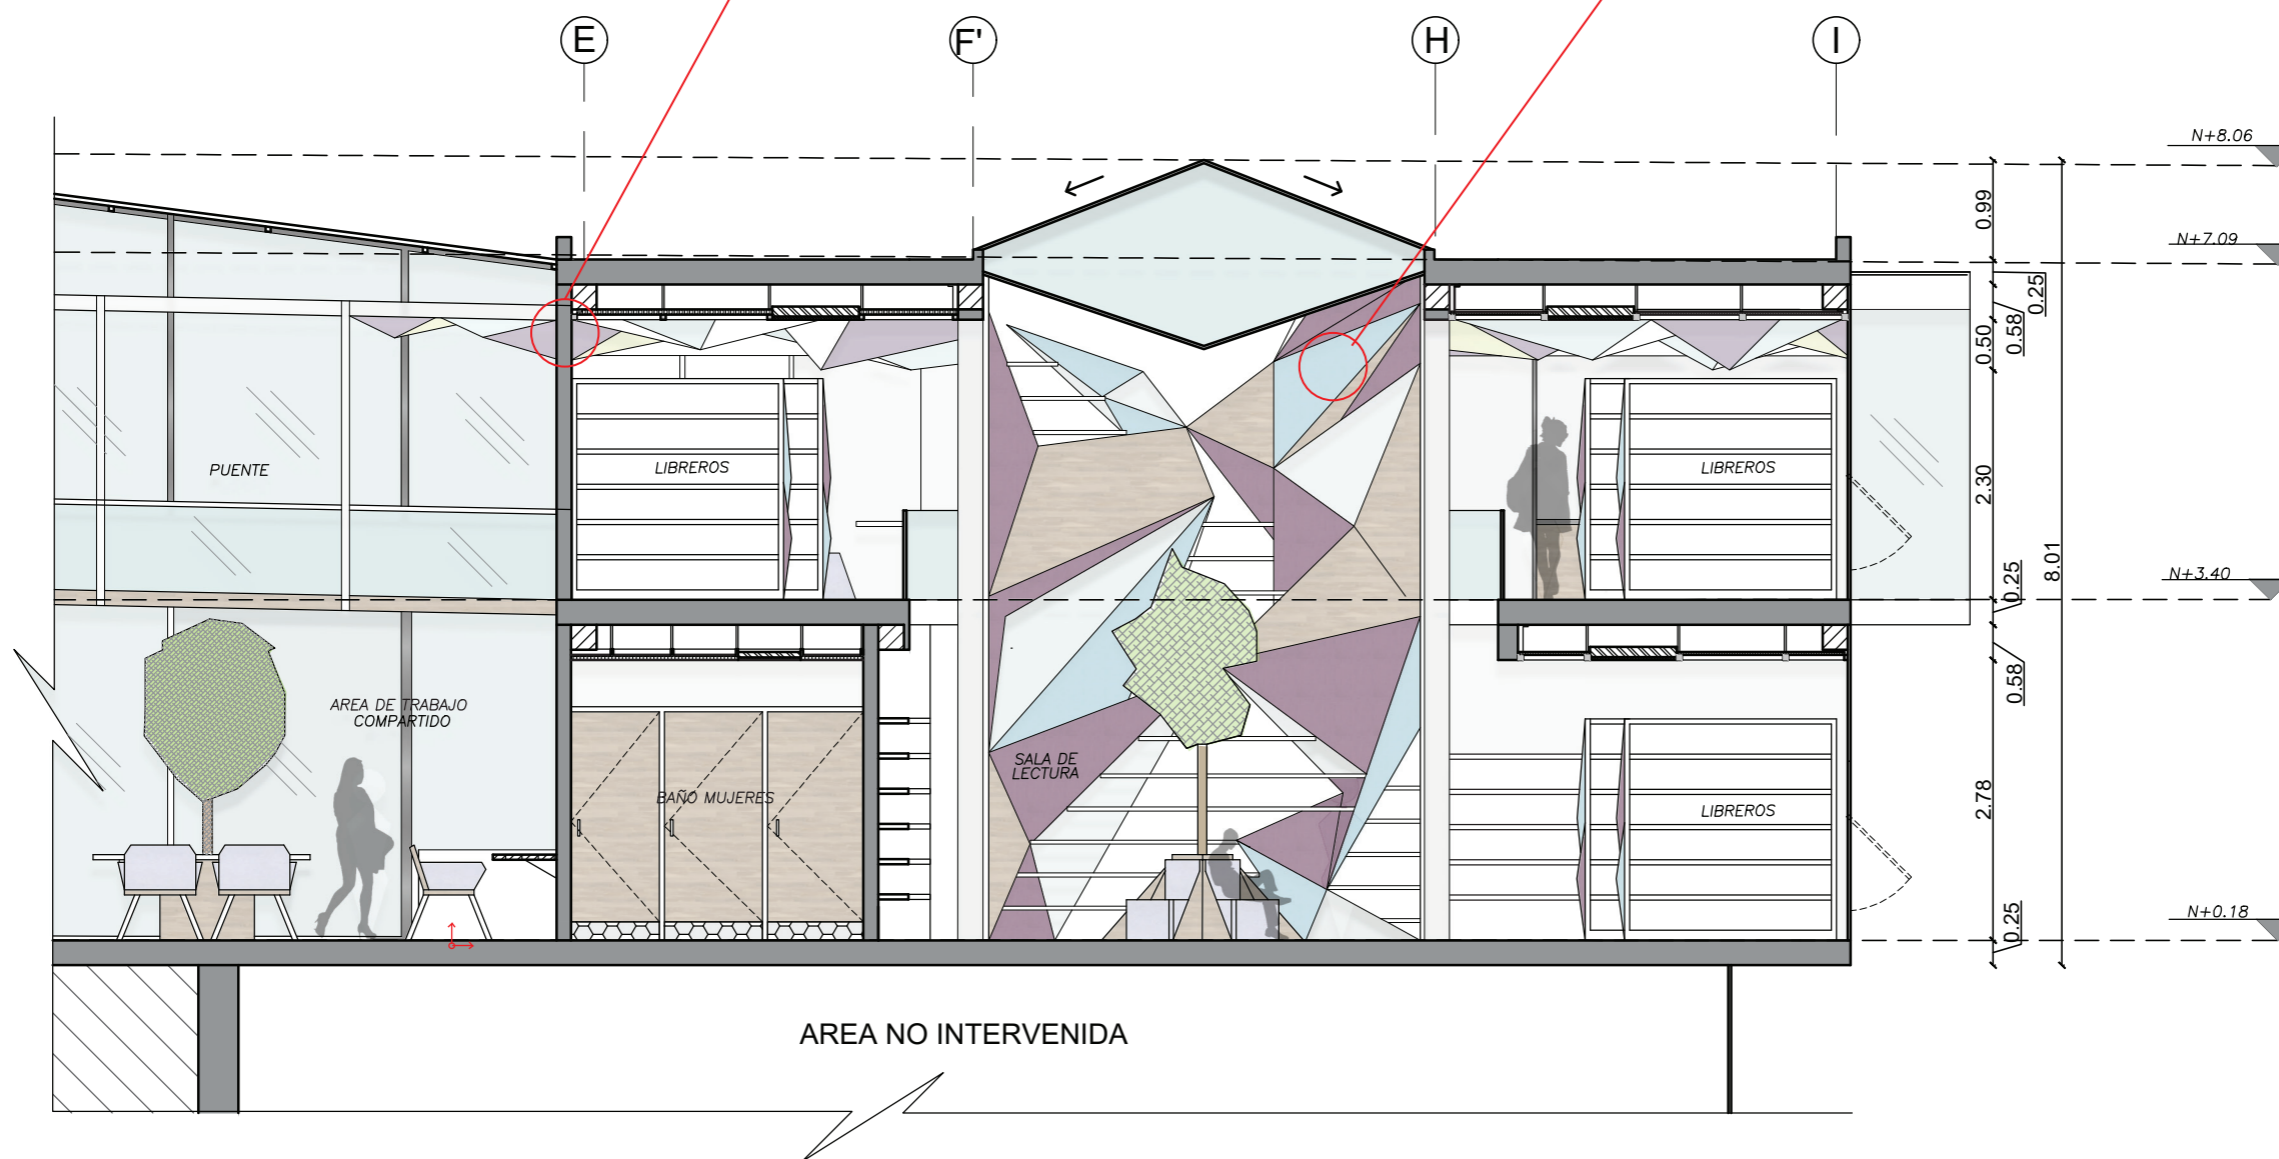 E
F'
H
I
N+8.06
0.99
N+7.09
0.25
0.58
0.50
PUENTE
LIBREROS
LIBREROS
2.30
8.01
N+3.40
0.25
0.58
AREA DE TRABAJO
COMPARTIDO
SALA DE
LECTURA
BAÑO MUJERES
LIBREROS
2.78
N+0.18
0.25
AREA NO INTERVENIDA